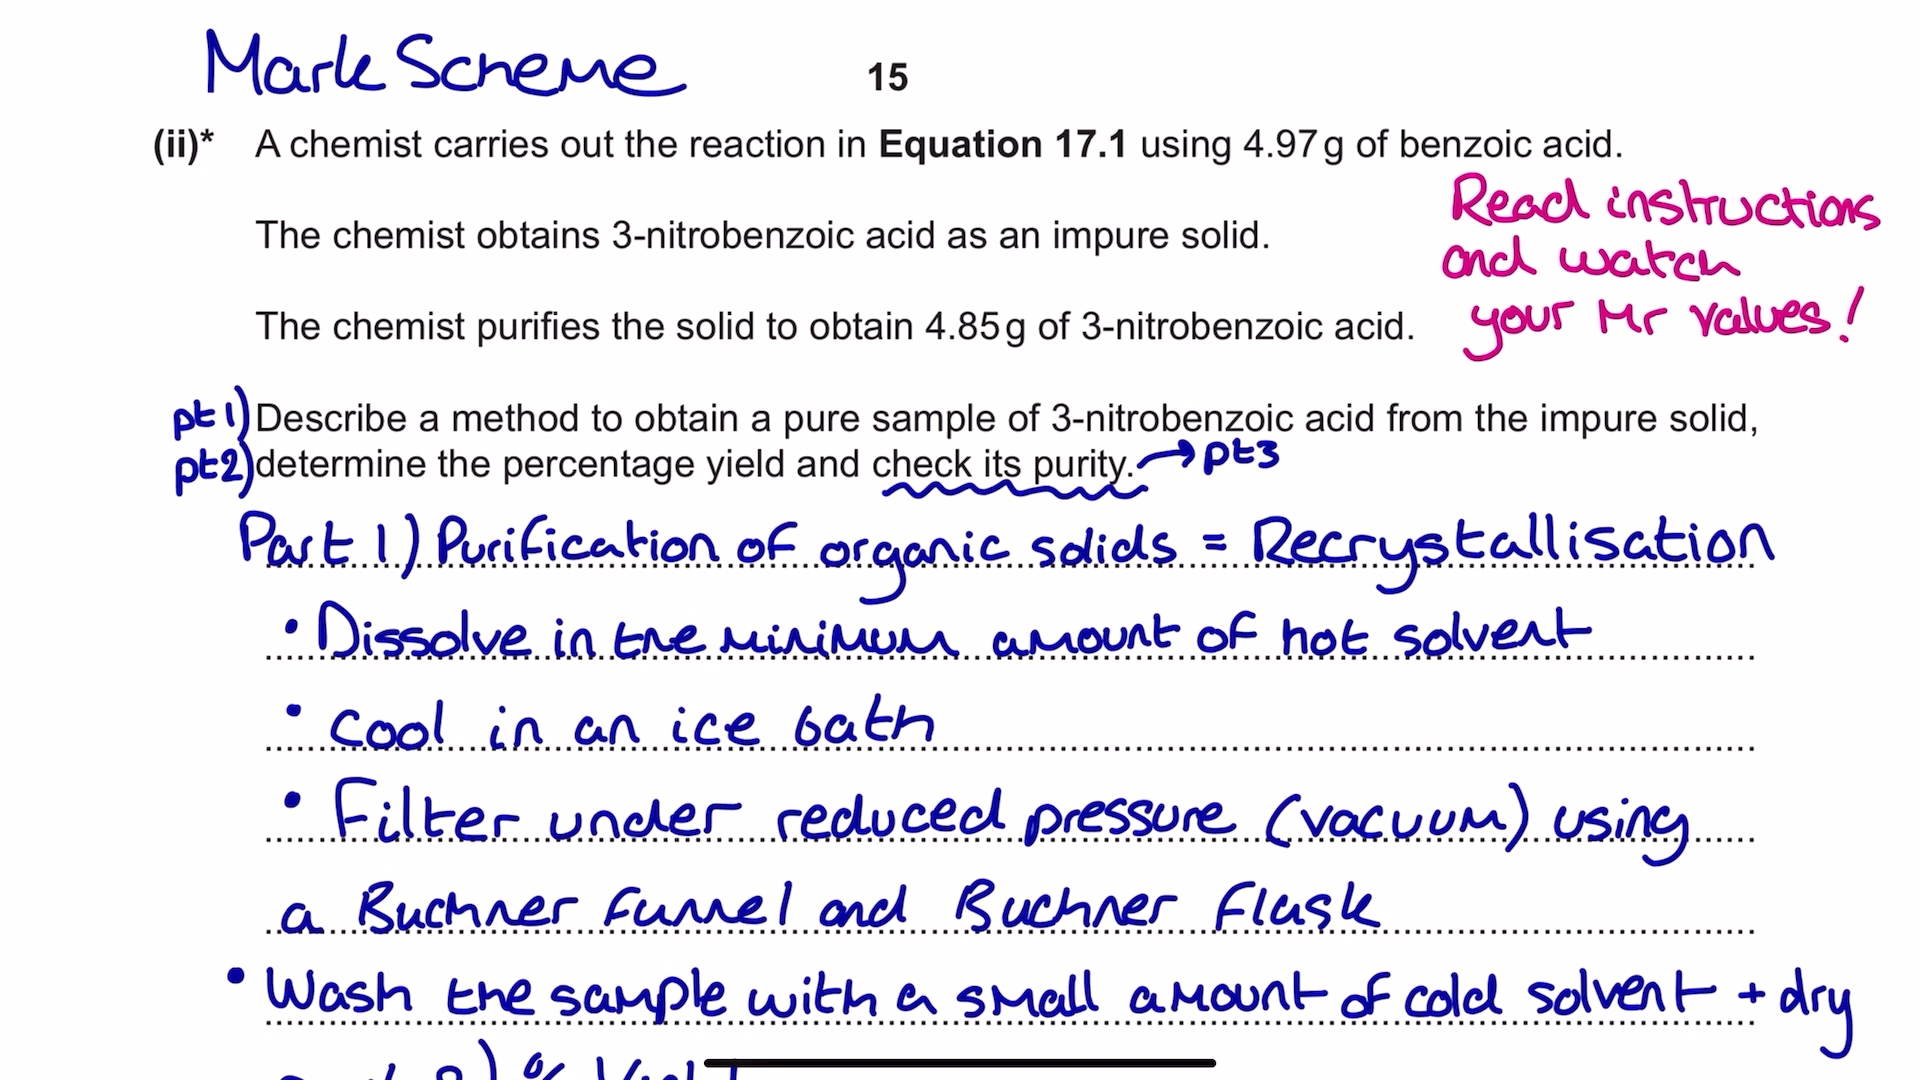 Mark Scheme
15
(ii)* A chemist carries out the reaction in Equation 17.1 using 4.97 g of benzoic acid.
Read instructions
and watch
your Mr values!
The chemist obtains 3-nitrobenzoic acid as an impure solid.
The chemist purifies the solid to obtain 4.85 g of 3-nitrobenzoic acid.
pt 1) Describe a method to obtain a pure sample of 3-nitrobenzoic acid from the impure solid,
pt2) determine the percentage yield and check its purity. → pt3
Part 1) Purification of organic solids = Recrystallisation
• Dissolve in the minimum amount of hot solvent
• Cool in an ice bath
• Filter under reduced pressure (vacuum) using
a Buchner funnel and Buchner flask
• Wash the sample with a small amount of cold solvent + dry